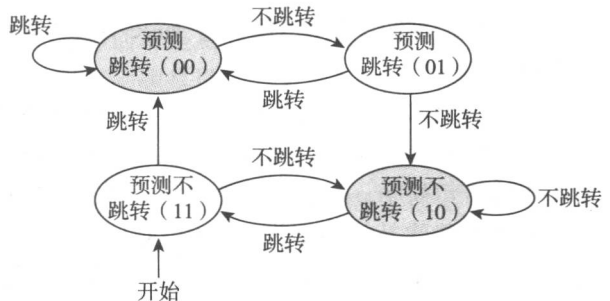 跳转
不跳转
预测
跳转（00）
预测
跳转（01）
跳转
跳转
不跳转
不跳转
预测不
跳转（11）
预测不
跳转（10）
不跳转
跳转
开始